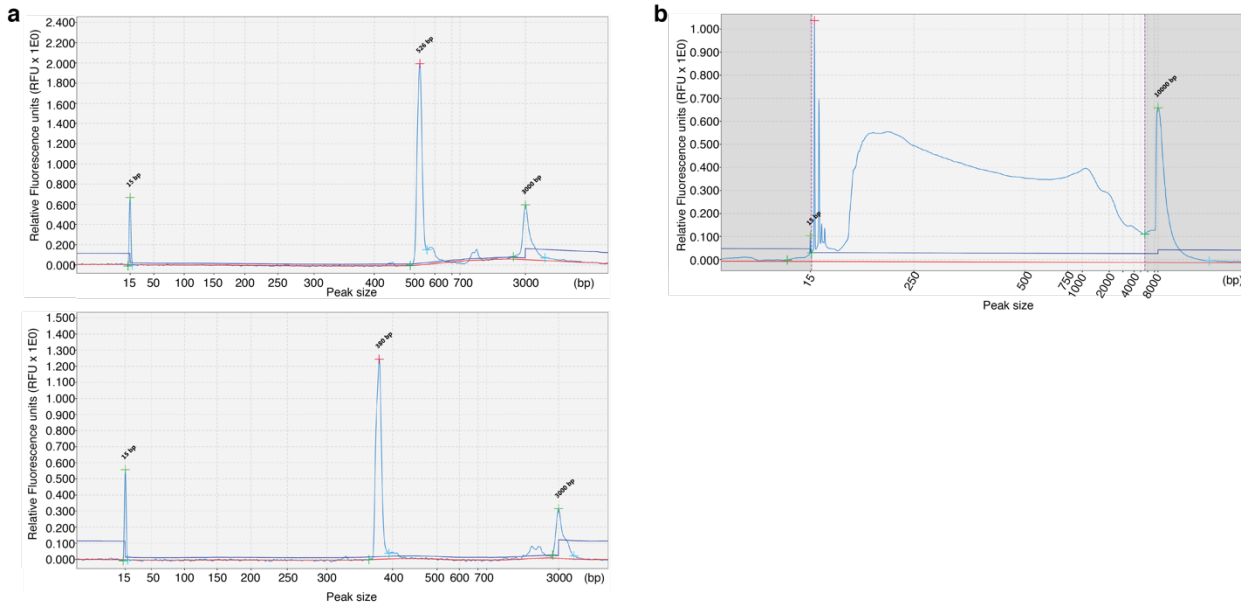 a
Relative Fluorescence units (RFU x 1E0)
2.400
2.200
2.000
1.800
1.600
1.400
1.200
1.000
0.800
0.600
0.400
0.200
0.000
15 bp
526 bp
3000 bp
15 50 100 150 200 250 300 400 500 600 700 3000 (bp)
Peak size
Relative Fluorescence units (RFU x 1E0)
1.500
1.400
1.300
1.200
1.100
1.000
0.900
0.800
0.700
0.600
0.500
0.400
0.300
0.200
0.100
0.000
15 bp
380 bp
3000 bp
15 50 100 150 200 250 300 400 500 600 700 3000 (bp)
Peak size
b
Relative Fluorescence units (RFU x 1E0)
1.000
0.900
0.800
0.700
0.600
0.500
0.400
0.300
0.200
0.100
0.000
15 bp
10000 bp
15 250 500 750 1000 2000 4000 8000 (bp)
Peak size